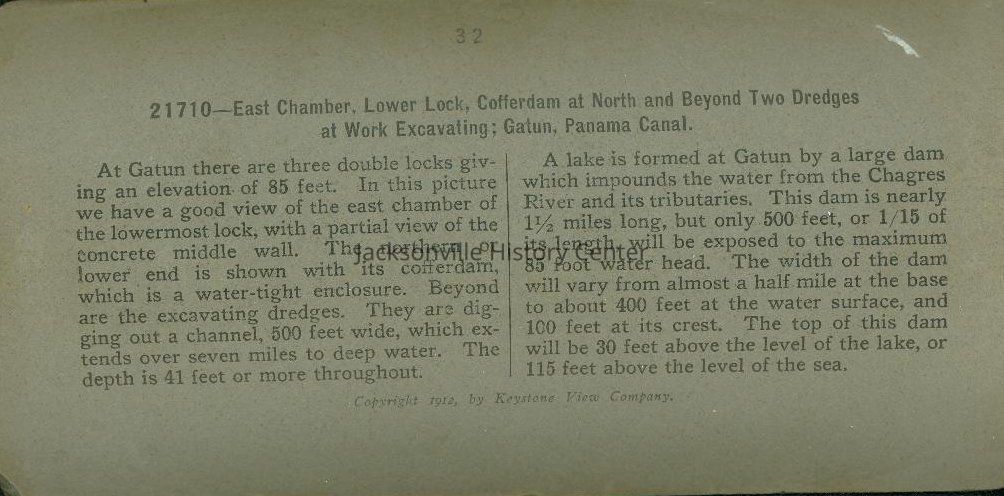 32
21710—East Chamber, Lower Lock, Cofferdam at North and Beyond Two Dredges
at Work Excavating; Gatun, Panama Canal.
At Gatun there are three double locks giv-
ing an elevation of 85 feet. In this picture
we have a good view of the east chamber of
the lowermost lock, with a partial view of the
concrete middle wall. The northern or
lower end is shown with its cofferdam,
which is a water-tight enclosure. Beyond
are the excavating dredges. They are dig-
ging out a channel, 500 feet wide, which ex-
tends over seven miles to deep water. The
depth is 41 feet or more throughout.
A lake is formed at Gatun by a large dam
which impounds the water from the Chagres
River and its tributaries. This dam is nearly
1½ miles long, but only 500 feet, or 1/15 of
its length, will be exposed to the maximum
85 foot water head. The width of the dam
will vary from almost a half mile at the base
to about 400 feet at the water surface, and
100 feet at its crest. The top of this dam
will be 30 feet above the level of the lake, or
115 feet above the level of the sea.
Copyright 1912, by Keystone View Company.
Jacksonville History Center